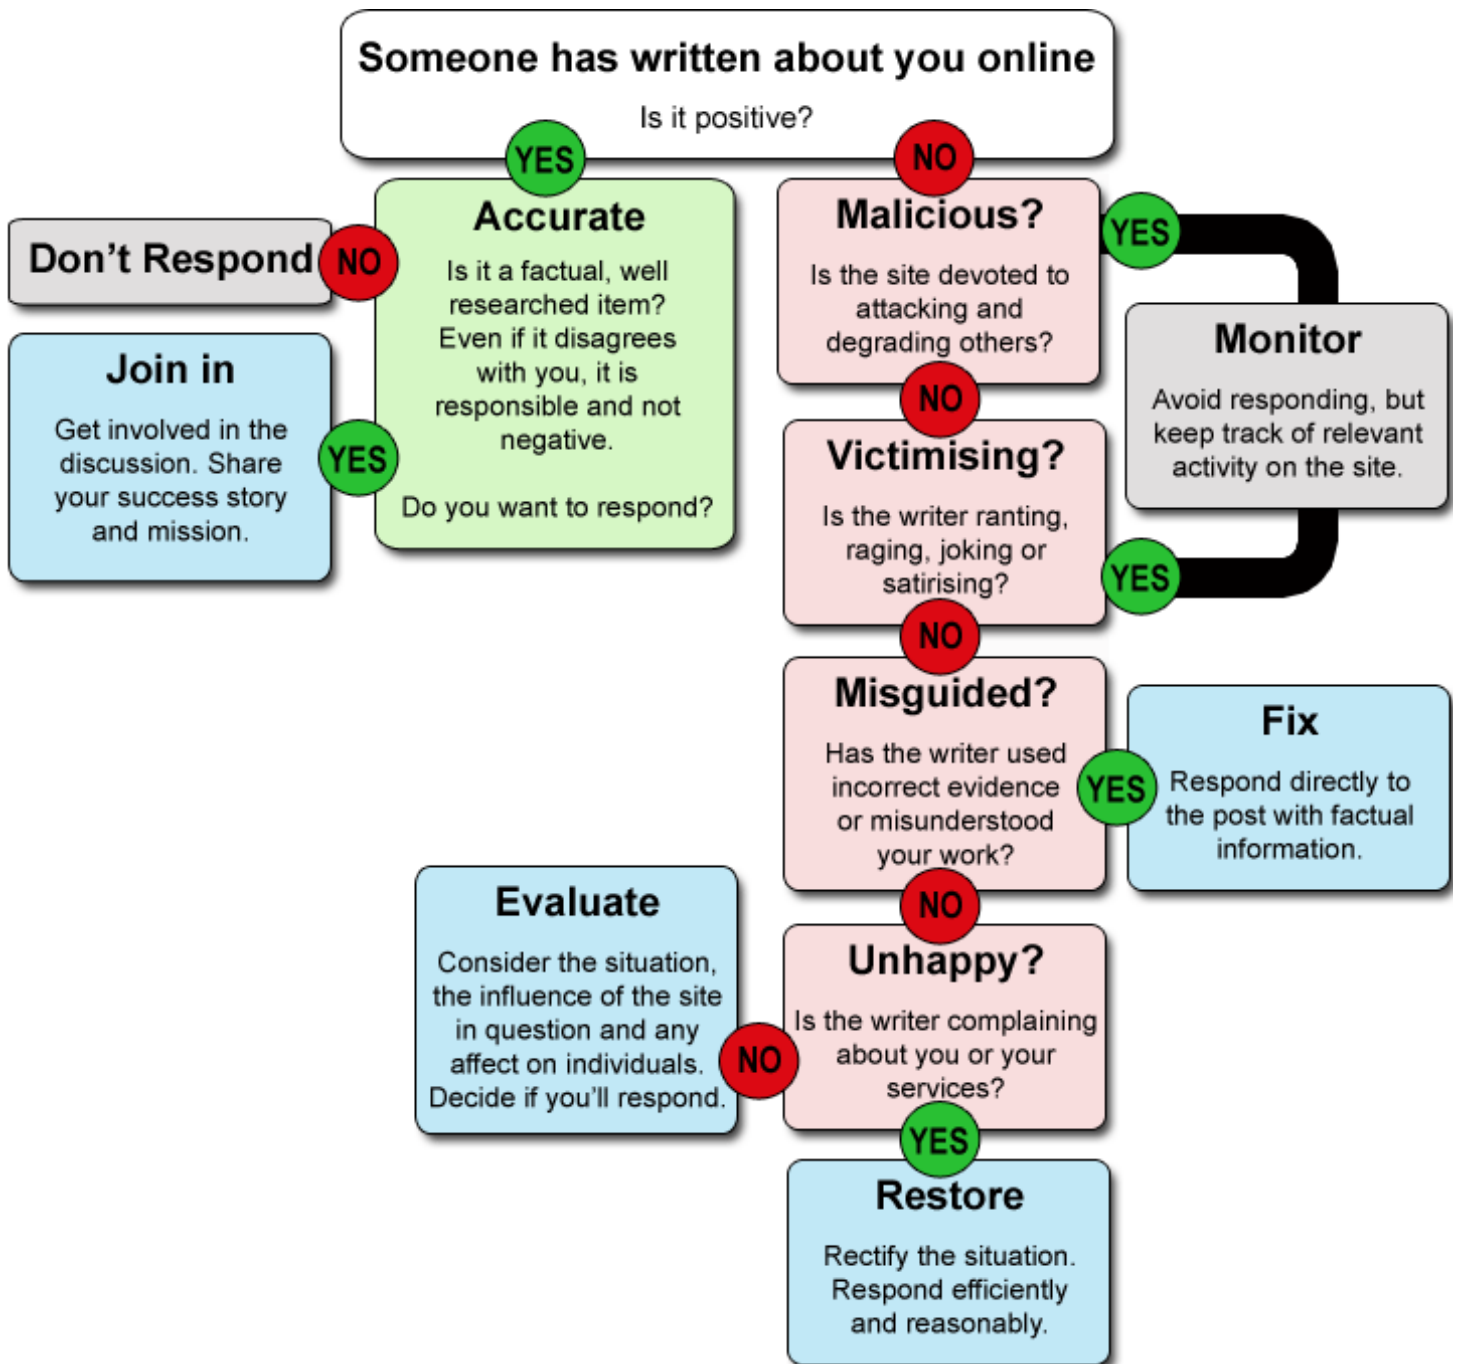 Someone has written about you online
Is it positive?
YES
NO
Accurate
Is it a factual, well
researched item?
Even if it disagrees
with you, it is
responsible and not
negative.
Do you want to respond?
NO
Don't Respond
YES
Join in
Get involved in the
discussion. Share
your success story
and mission.
Malicious?
Is the site devoted to
attacking and
degrading others?
YES
NO
Monitor
Avoid responding, but
keep track of relevant
activity on the site.
Victimising?
Is the writer ranting,
raging, joking or
satirising?
YES
NO
Misguided?
Has the writer used
incorrect evidence
or misunderstood
your work?
YES
Fix
Respond directly to
the post with factual
information.
NO
Unhappy?
Is the writer complaining
about you or your
services?
NO
Evaluate
Consider the situation,
the influence of the site
in question and any
affect on individuals.
Decide if you'll respond.
YES
Restore
Rectify the situation.
Respond efficiently
and reasonably.